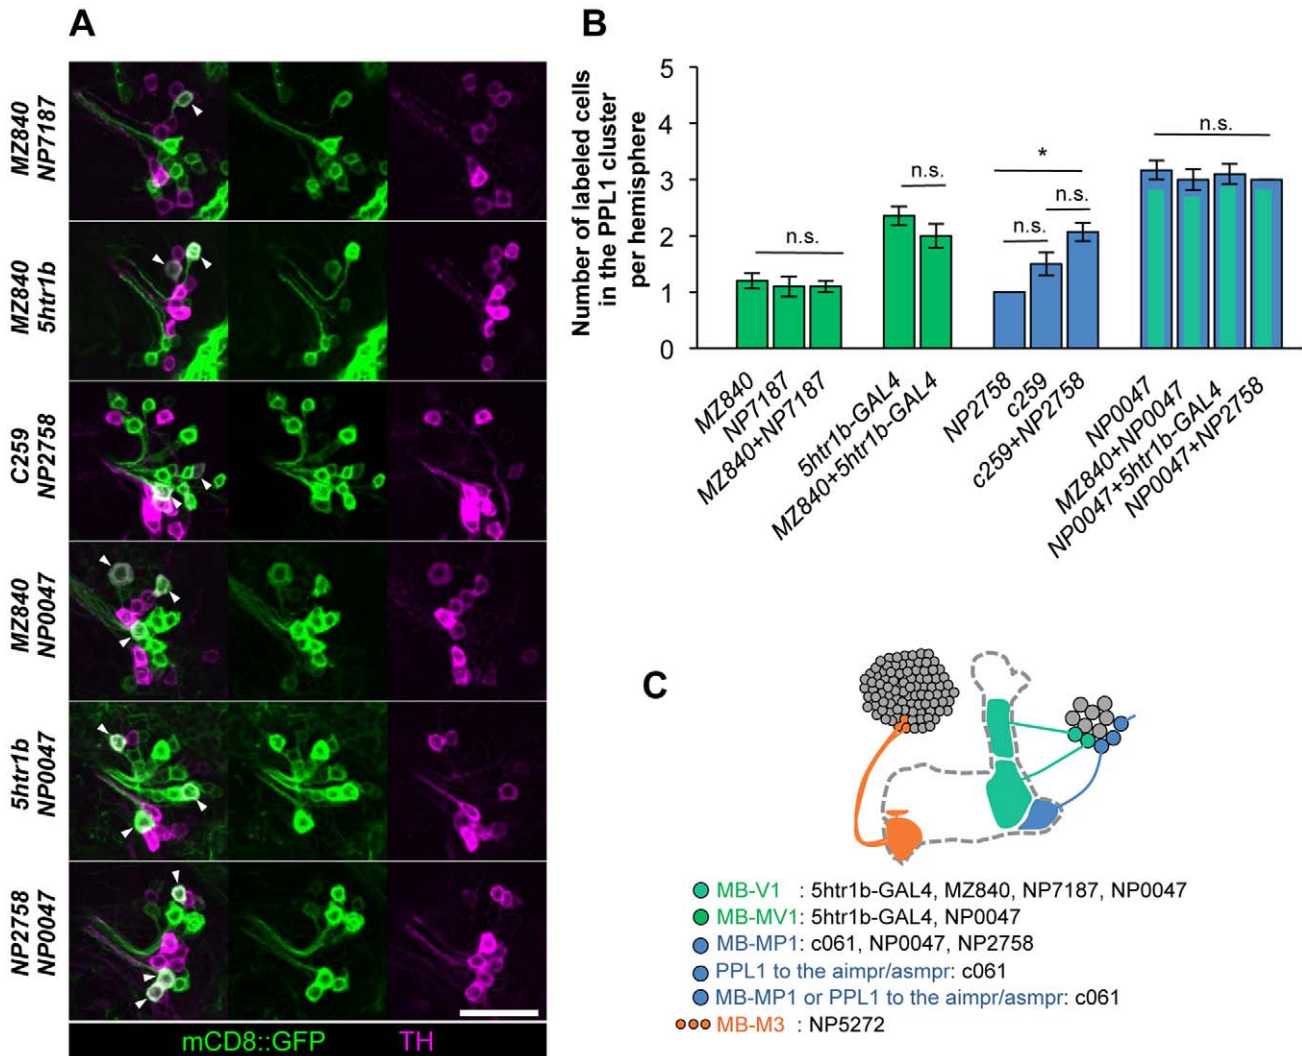 A
MZ840
NP7187
MZ840
5htr1b
C259
NP2758
MZ840
NP0047
5htr1b
NP0047
NP2758
NP0047
mCD8::GFP TH
B
Number of labeled cells
in the PPL1 cluster
per hemisphere
5
4
3
2
1
0
n.s.
n.s.
*
n.s.
n.s.
n.s.
MZ840
NP7187
MZ840+NP7187
5htr1b-GAL4
MZ840+5htr1b-GAL4
NP2758
c259
c259+NP2758
NP0047
MZ840+NP0047
NP0047+5htr1b-GAL4
NP0047+NP2758
C
MB-V1 : 5htr1b-GAL4, MZ840, NP7187, NP0047
MB-MV1: 5htr1b-GAL4, NP0047
MB-MP1: c061, NP0047, NP2758
PPL1 to the aimpr/asmpr: c061
MB-MP1 or PPL1 to the aimpr/asmpr: c061
MB-M3 : NP5272